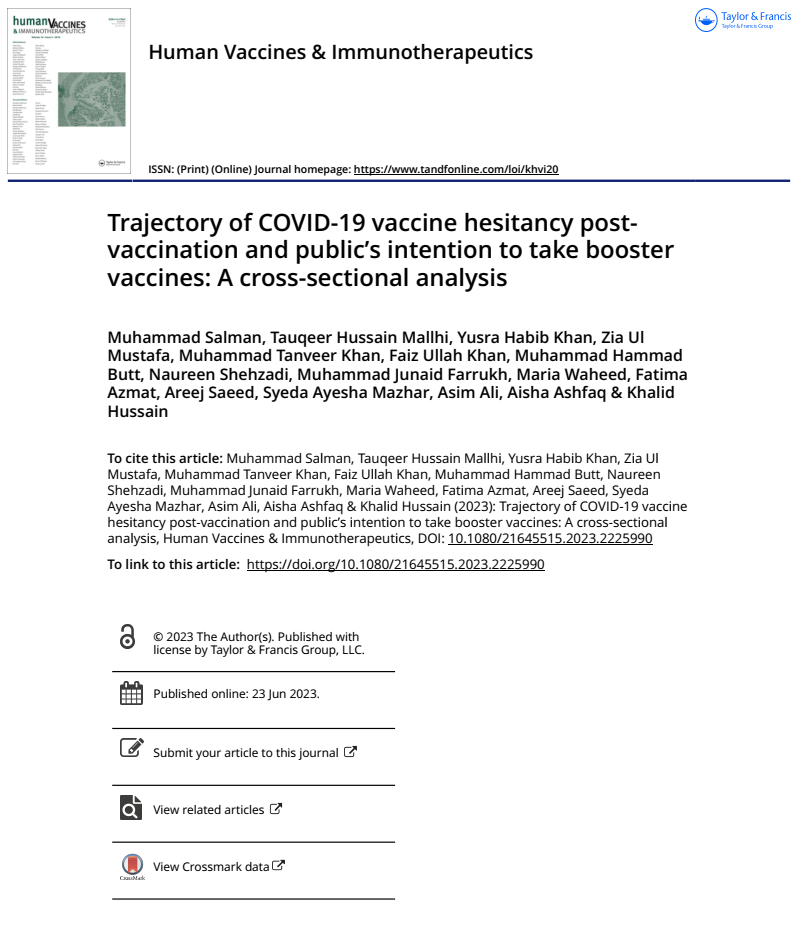 human VACCINES
& IMMUNOTHERAPEUTICS
Taylor & Francis
Taylor & Francis Group
Human Vaccines & Immunotherapeutics
Taylor & Francis
ISSN: (Print) (Online) Journal homepage: https://www.tandfonline.com/loi/khvi20
Trajectory of COVID-19 vaccine hesitancy post-
vaccination and public’s intention to take booster
vaccines: A cross-sectional analysis
Muhammad Salman, Tauqeer Hussain Mallhi, Yusra Habib Khan, Zia Ul
Mustafa, Muhammad Tanveer Khan, Faiz Ullah Khan, Muhammad Hammad
Butt, Naureen Shehzadi, Muhammad Junaid Farrukh, Maria Waheed, Fatima
Azmat, Areej Saeed, Syeda Ayesha Mazhar, Asim Ali, Aisha Ashfaq & Khalid
Hussain
To cite this article: Muhammad Salman, Tauqeer Hussain Mallhi, Yusra Habib Khan, Zia Ul
Mustafa, Muhammad Tanveer Khan, Faiz Ullah Khan, Muhammad Hammad Butt, Naureen
Shehzadi, Muhammad Junaid Farrukh, Maria Waheed, Fatima Azmat, Areej Saeed, Syeda
Ayesha Mazhar, Asim Ali, Aisha Ashfaq & Khalid Hussain (2023): Trajectory of COVID-19 vaccine
hesitancy post-vaccination and public’s intention to take booster vaccines: A cross-sectional
analysis, Human Vaccines & Immunotherapeutics, DOI: 10.1080/21645515.2023.2225990
To link to this article: https://doi.org/10.1080/21645515.2023.2225990
© 2023 The Author(s). Published with
license by Taylor & Francis Group, LLC.
Published online: 23 Jun 2023.
Submit your article to this journal
View related articles
View Crossmark data
CrossMark